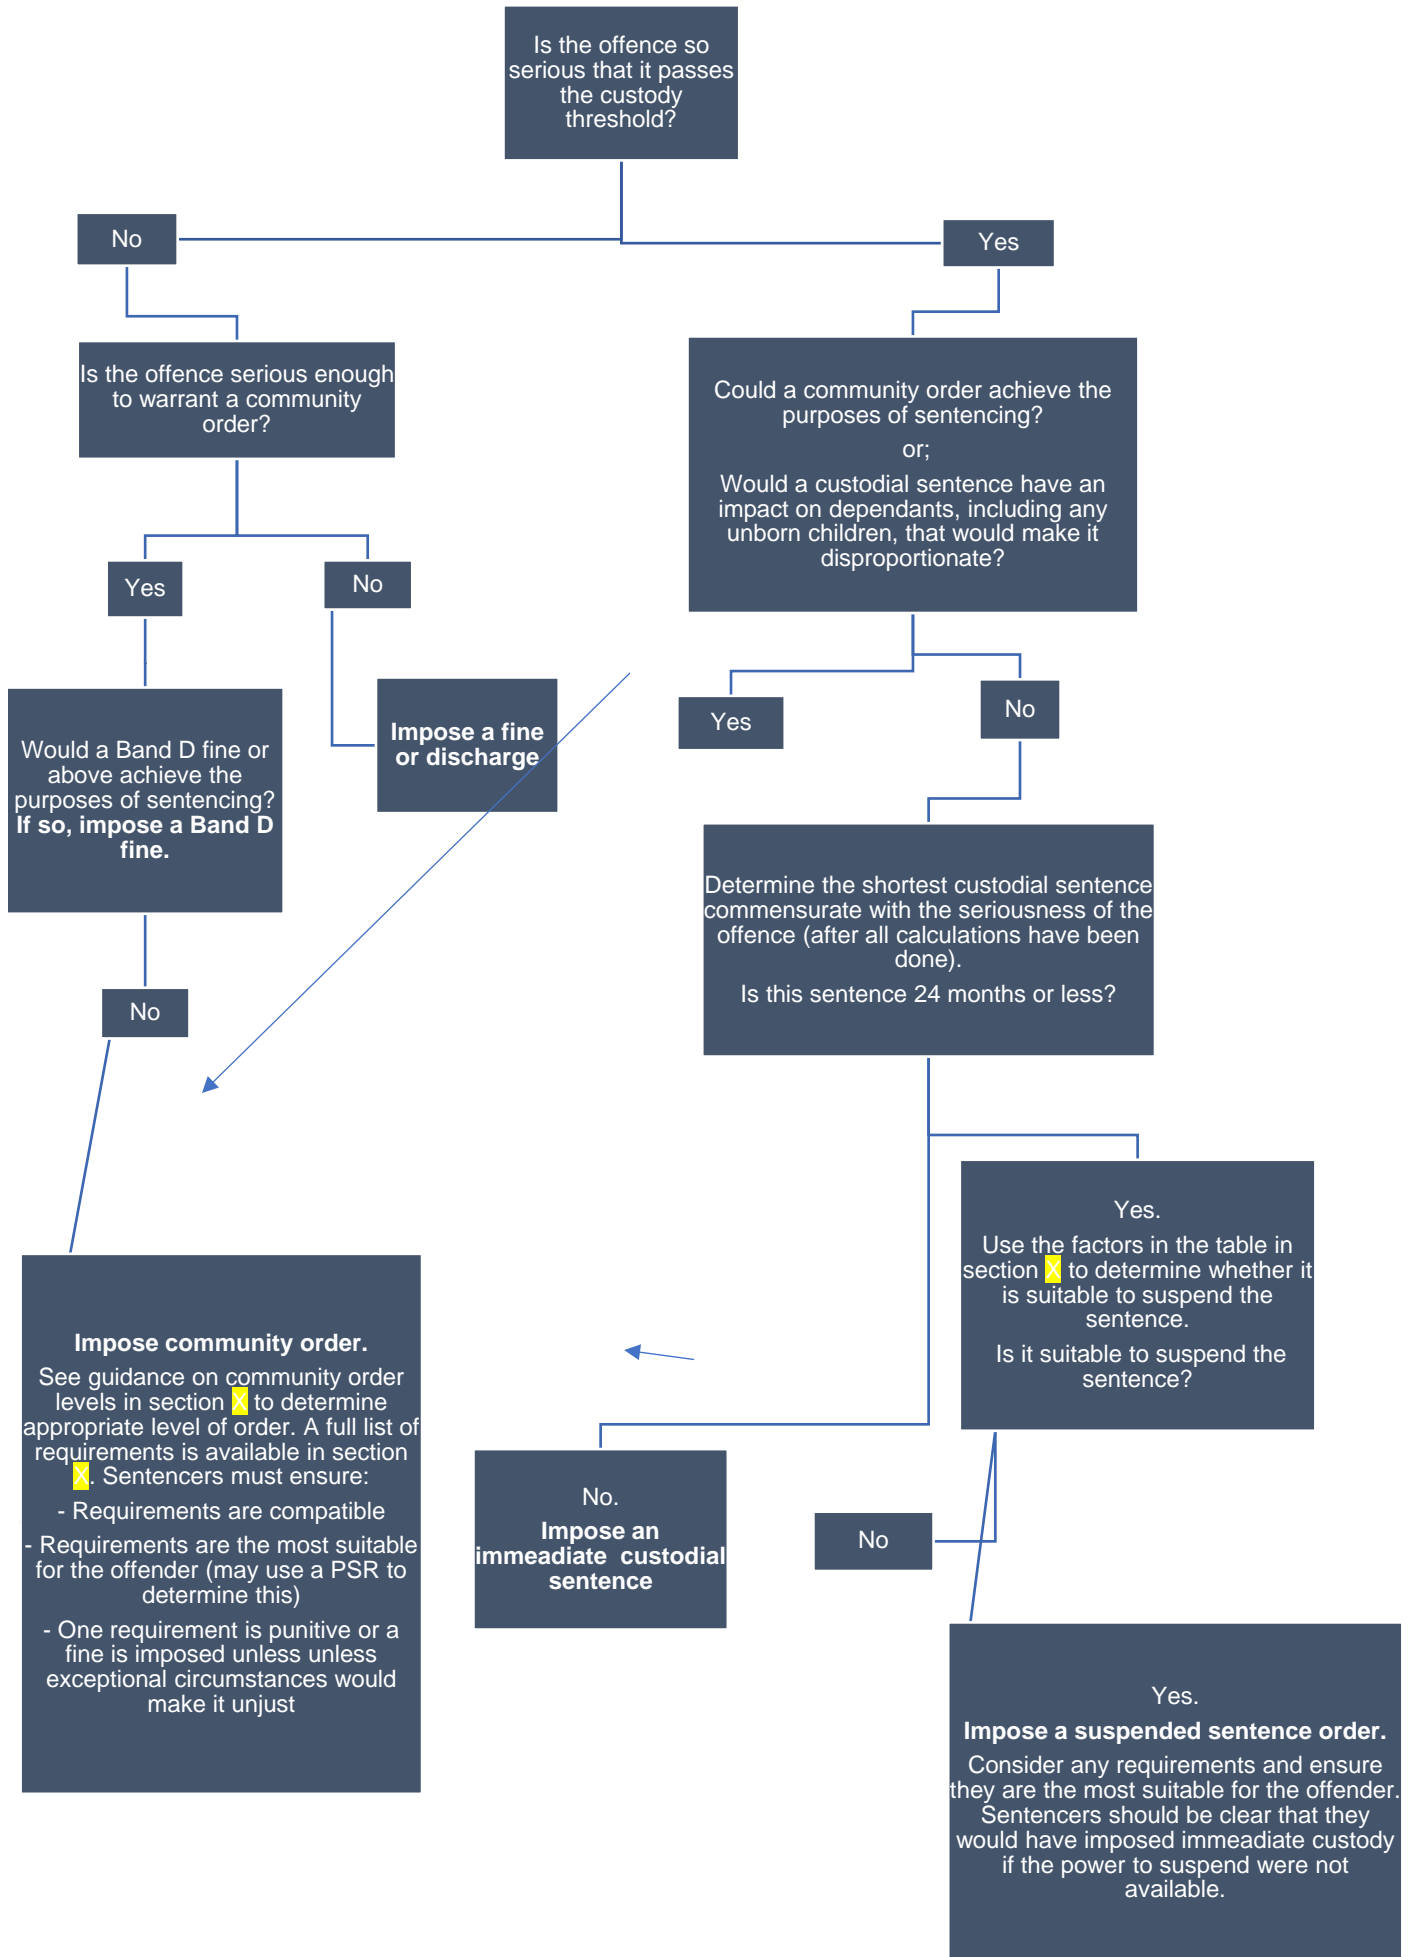 Is the offence so
serious that it passes
the custody
threshold?
No
Yes
Is the offence serious enough
to warrant a community
order?
Could a community order achieve the
purposes of sentencing?
or;
Would a custodial sentence have an
impact on dependants, including any
unborn children, that would make it
disproportionate?
Yes
No
Yes
No
Would a Band D fine or
above achieve the
purposes of sentencing?
If so, impose a Band D
fine.
Impose a fine
or discharge
Determine the shortest custodial sentence
commensurate with the seriousness of the
offence (after all calculations have been
done).
Is this sentence 24 months or less?
No
Yes.
Use the factors in the table in
section X to determine whether it
is suitable to suspend the
sentence.
Is it suitable to suspend the
sentence?
Impose community order.
See guidance on community order
levels in section X to determine
appropriate level of order. A full list of
requirements is available in section
X. Sentencers must ensure:
- Requirements are compatible
- Requirements are the most suitable
for the offender (may use a PSR to
determine this)
- One requirement is punitive or a
fine is imposed unless unless
exceptional circumstances would
make it unjust
No.
Impose an
immeadiate custodial
sentence
No
Yes.
Impose a suspended sentence order.
Consider any requirements and ensure
they are the most suitable for the offender.
Sentencers should be clear that they
would have imposed immeadiate custody
if the power to suspend were not
available.